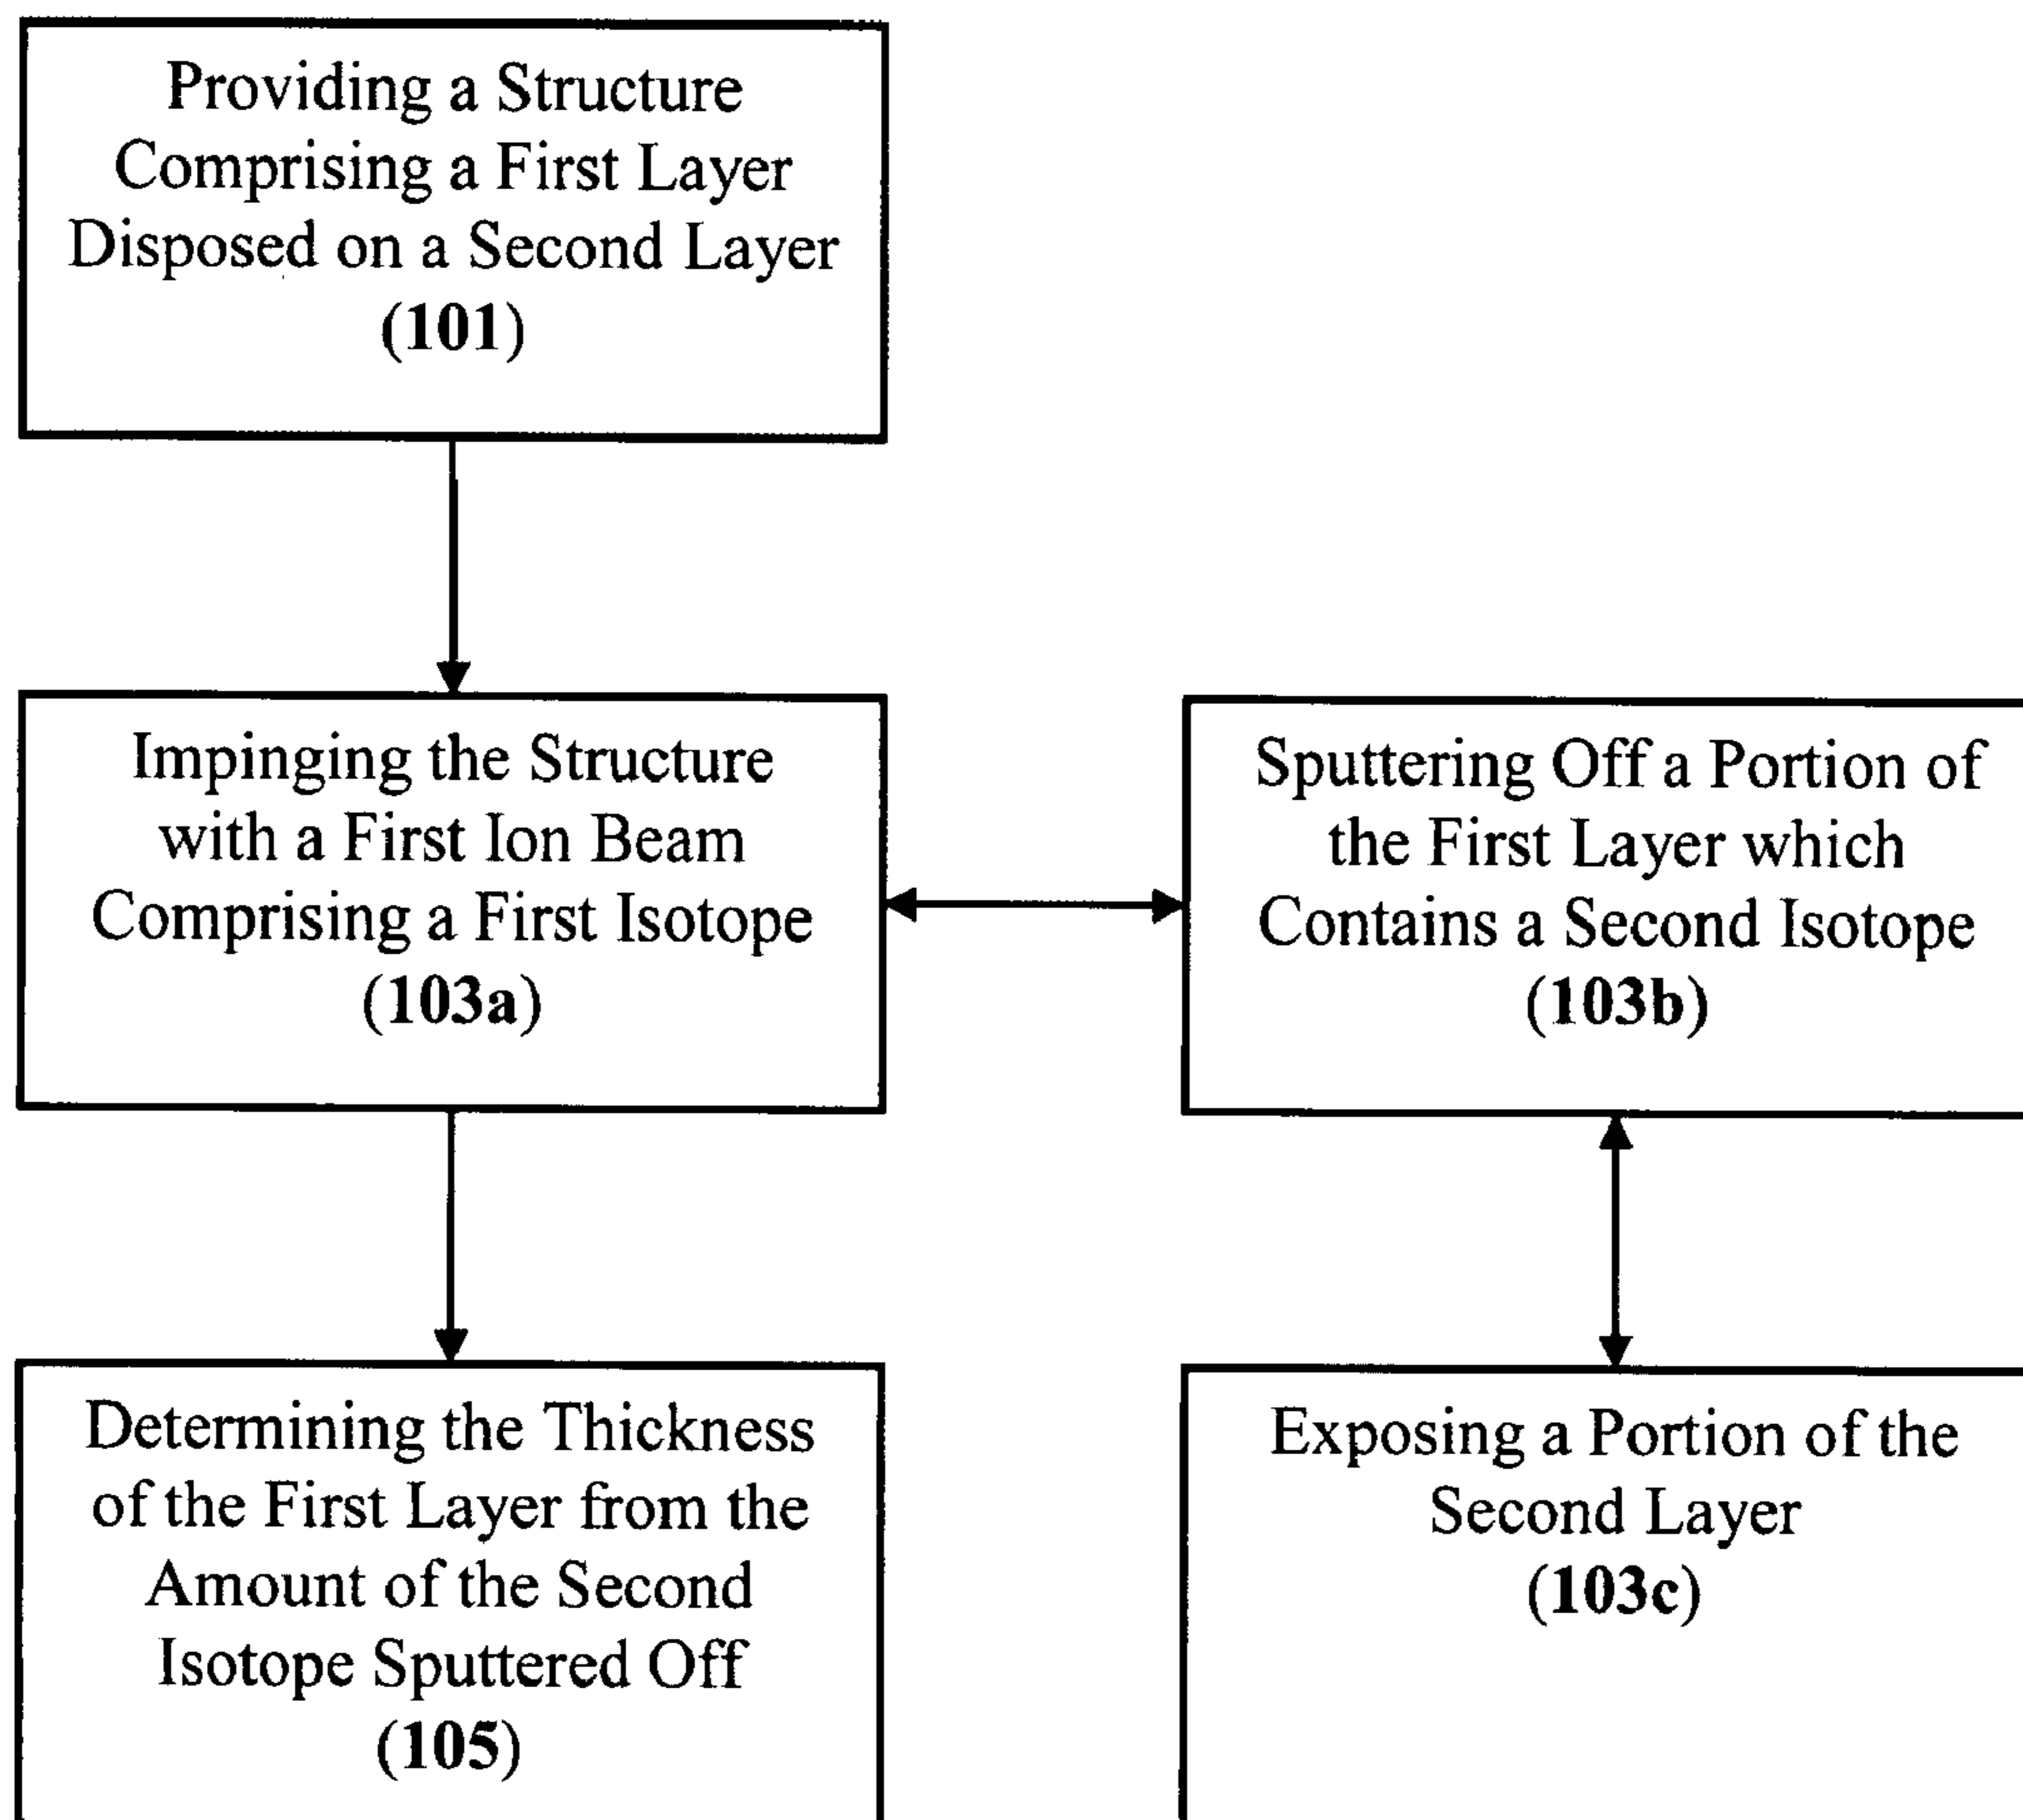 Providing a Structure
Comprising a First Layer
Disposed on a Second Layer
(101)
Impinging the Structure
with a First Ion Beam
Comprising a First Isotope
(103a)
Sputtering Off a Portion of
the First Layer which
Contains a Second Isotope
(103b)
Determining the Thickness
of the First Layer from the
Amount of the Second
Isotope Sputtered Off
(105)
Exposing a Portion of the
Second Layer
(103c)